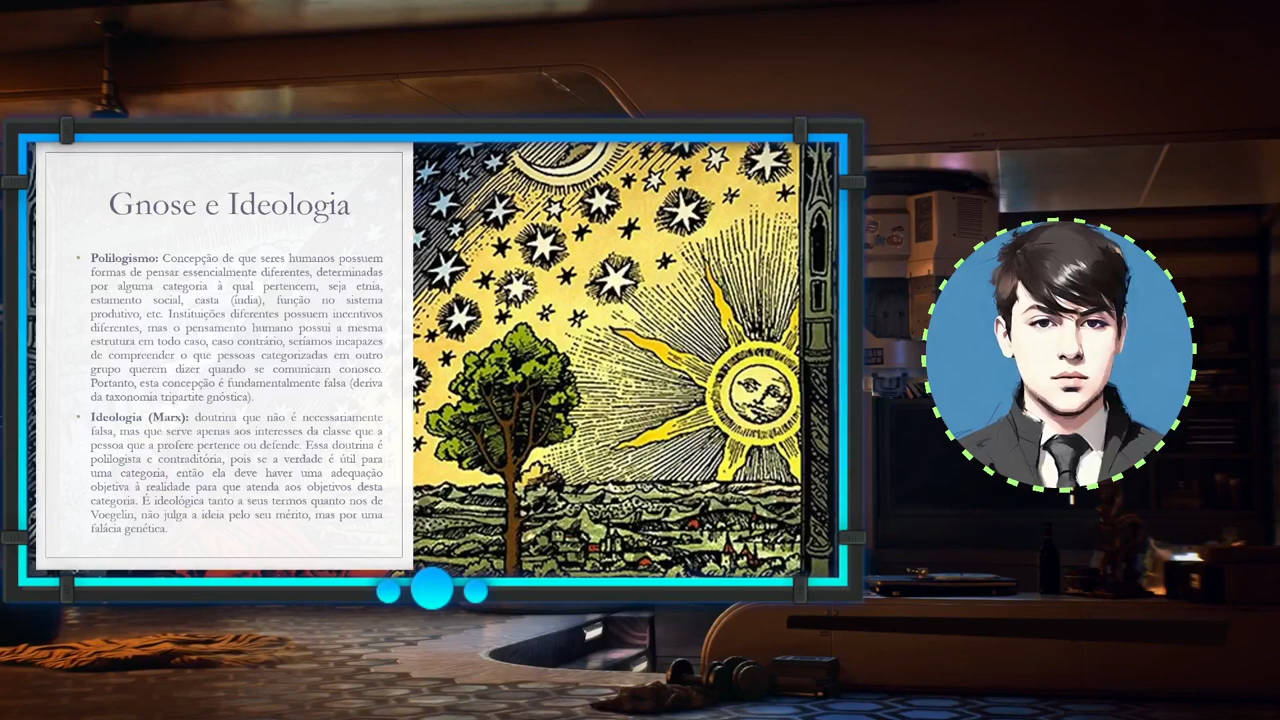 Gnose e Ideologia
• Polilogismo: Concepção de que seres humanos possuem
formas de pensar essencialmente diferentes, determinadas
por alguma categoria à qual pertencem, seja etnia,
estamento social, casta (índia), função no sistema
produtivo, etc. Instituições diferentes possuem incentivos
diferentes, mas o pensamento humano possui a mesma
estrutura em todo caso, caso contrário, seríamos incapazes
de compreender o que pessoas categorizadas em outro
grupo querem dizer quando se comunicam conosco.
Portanto, esta concepção é fundamentalmente falsa (deriva
da taxonomia tripartite gnóstica).
• Ideologia (Marx): doutrina que não é necessariamente
falsa, mas que serve apenas aos interesses da classe que a
pessoa que a profere pertence ou defende. Essa doutrina é
polilogista e contraditória, pois se a verdade é útil para
uma categoria, então ela deve haver uma adequação
objetiva à realidade para que atenda aos objetivos desta
categoria. É ideológica tanto a seus termos quanto nos de
Voegelin, não julga a ideia pelo seu mérito, mas por uma
falácia genética.